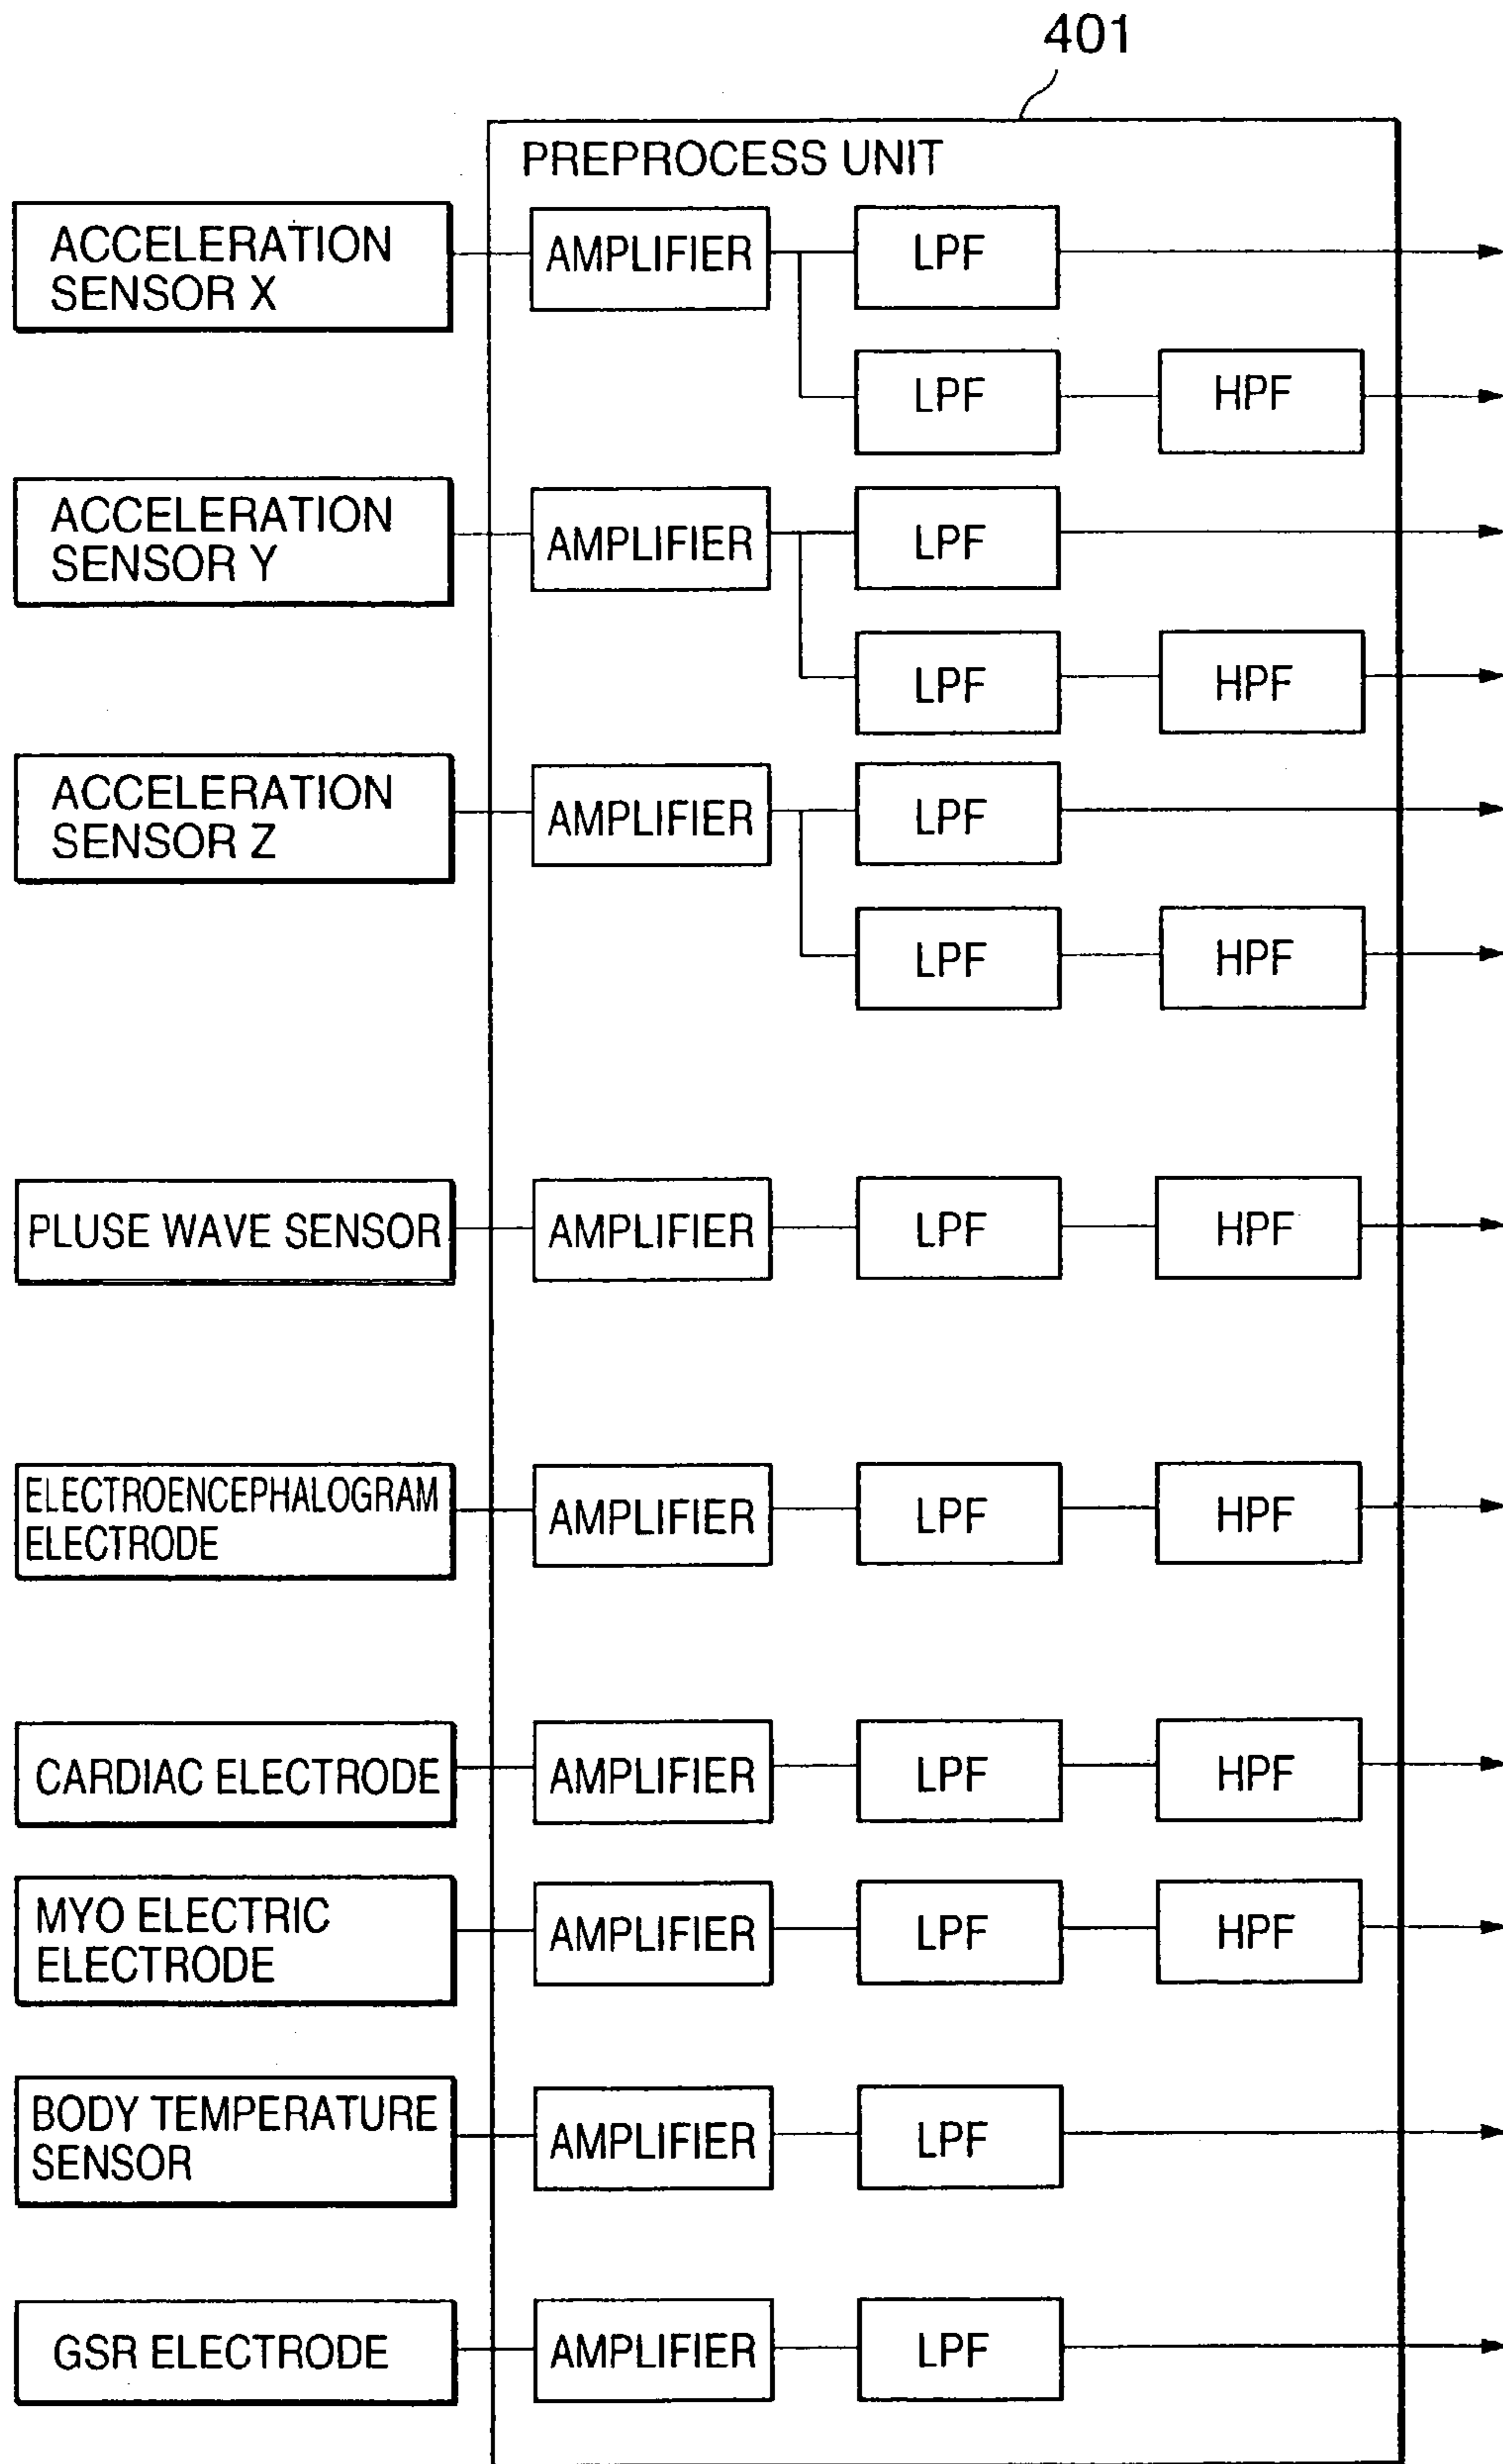 401
PREPROCESS UNIT
ACCELERATION
SENSOR X
AMPLIFIER
LPF
LPF
HPF
ACCELERATION
SENSOR Y
AMPLIFIER
LPF
LPF
HPF
ACCELERATION
SENSOR Z
AMPLIFIER
LPF
LPF
HPF
PLUSE WAVE SENSOR
AMPLIFIER
LPF
HPF
ELECTROENCEPHALOGRAM
ELECTRODE
AMPLIFIER
LPF
HPF
CARDIAC ELECTRODE
AMPLIFIER
LPF
HPF
MYO ELECTRIC
ELECTRODE
AMPLIFIER
LPF
HPF
BODY TEMPERATURE
SENSOR
AMPLIFIER
LPF
GSR ELECTRODE
AMPLIFIER
LPF